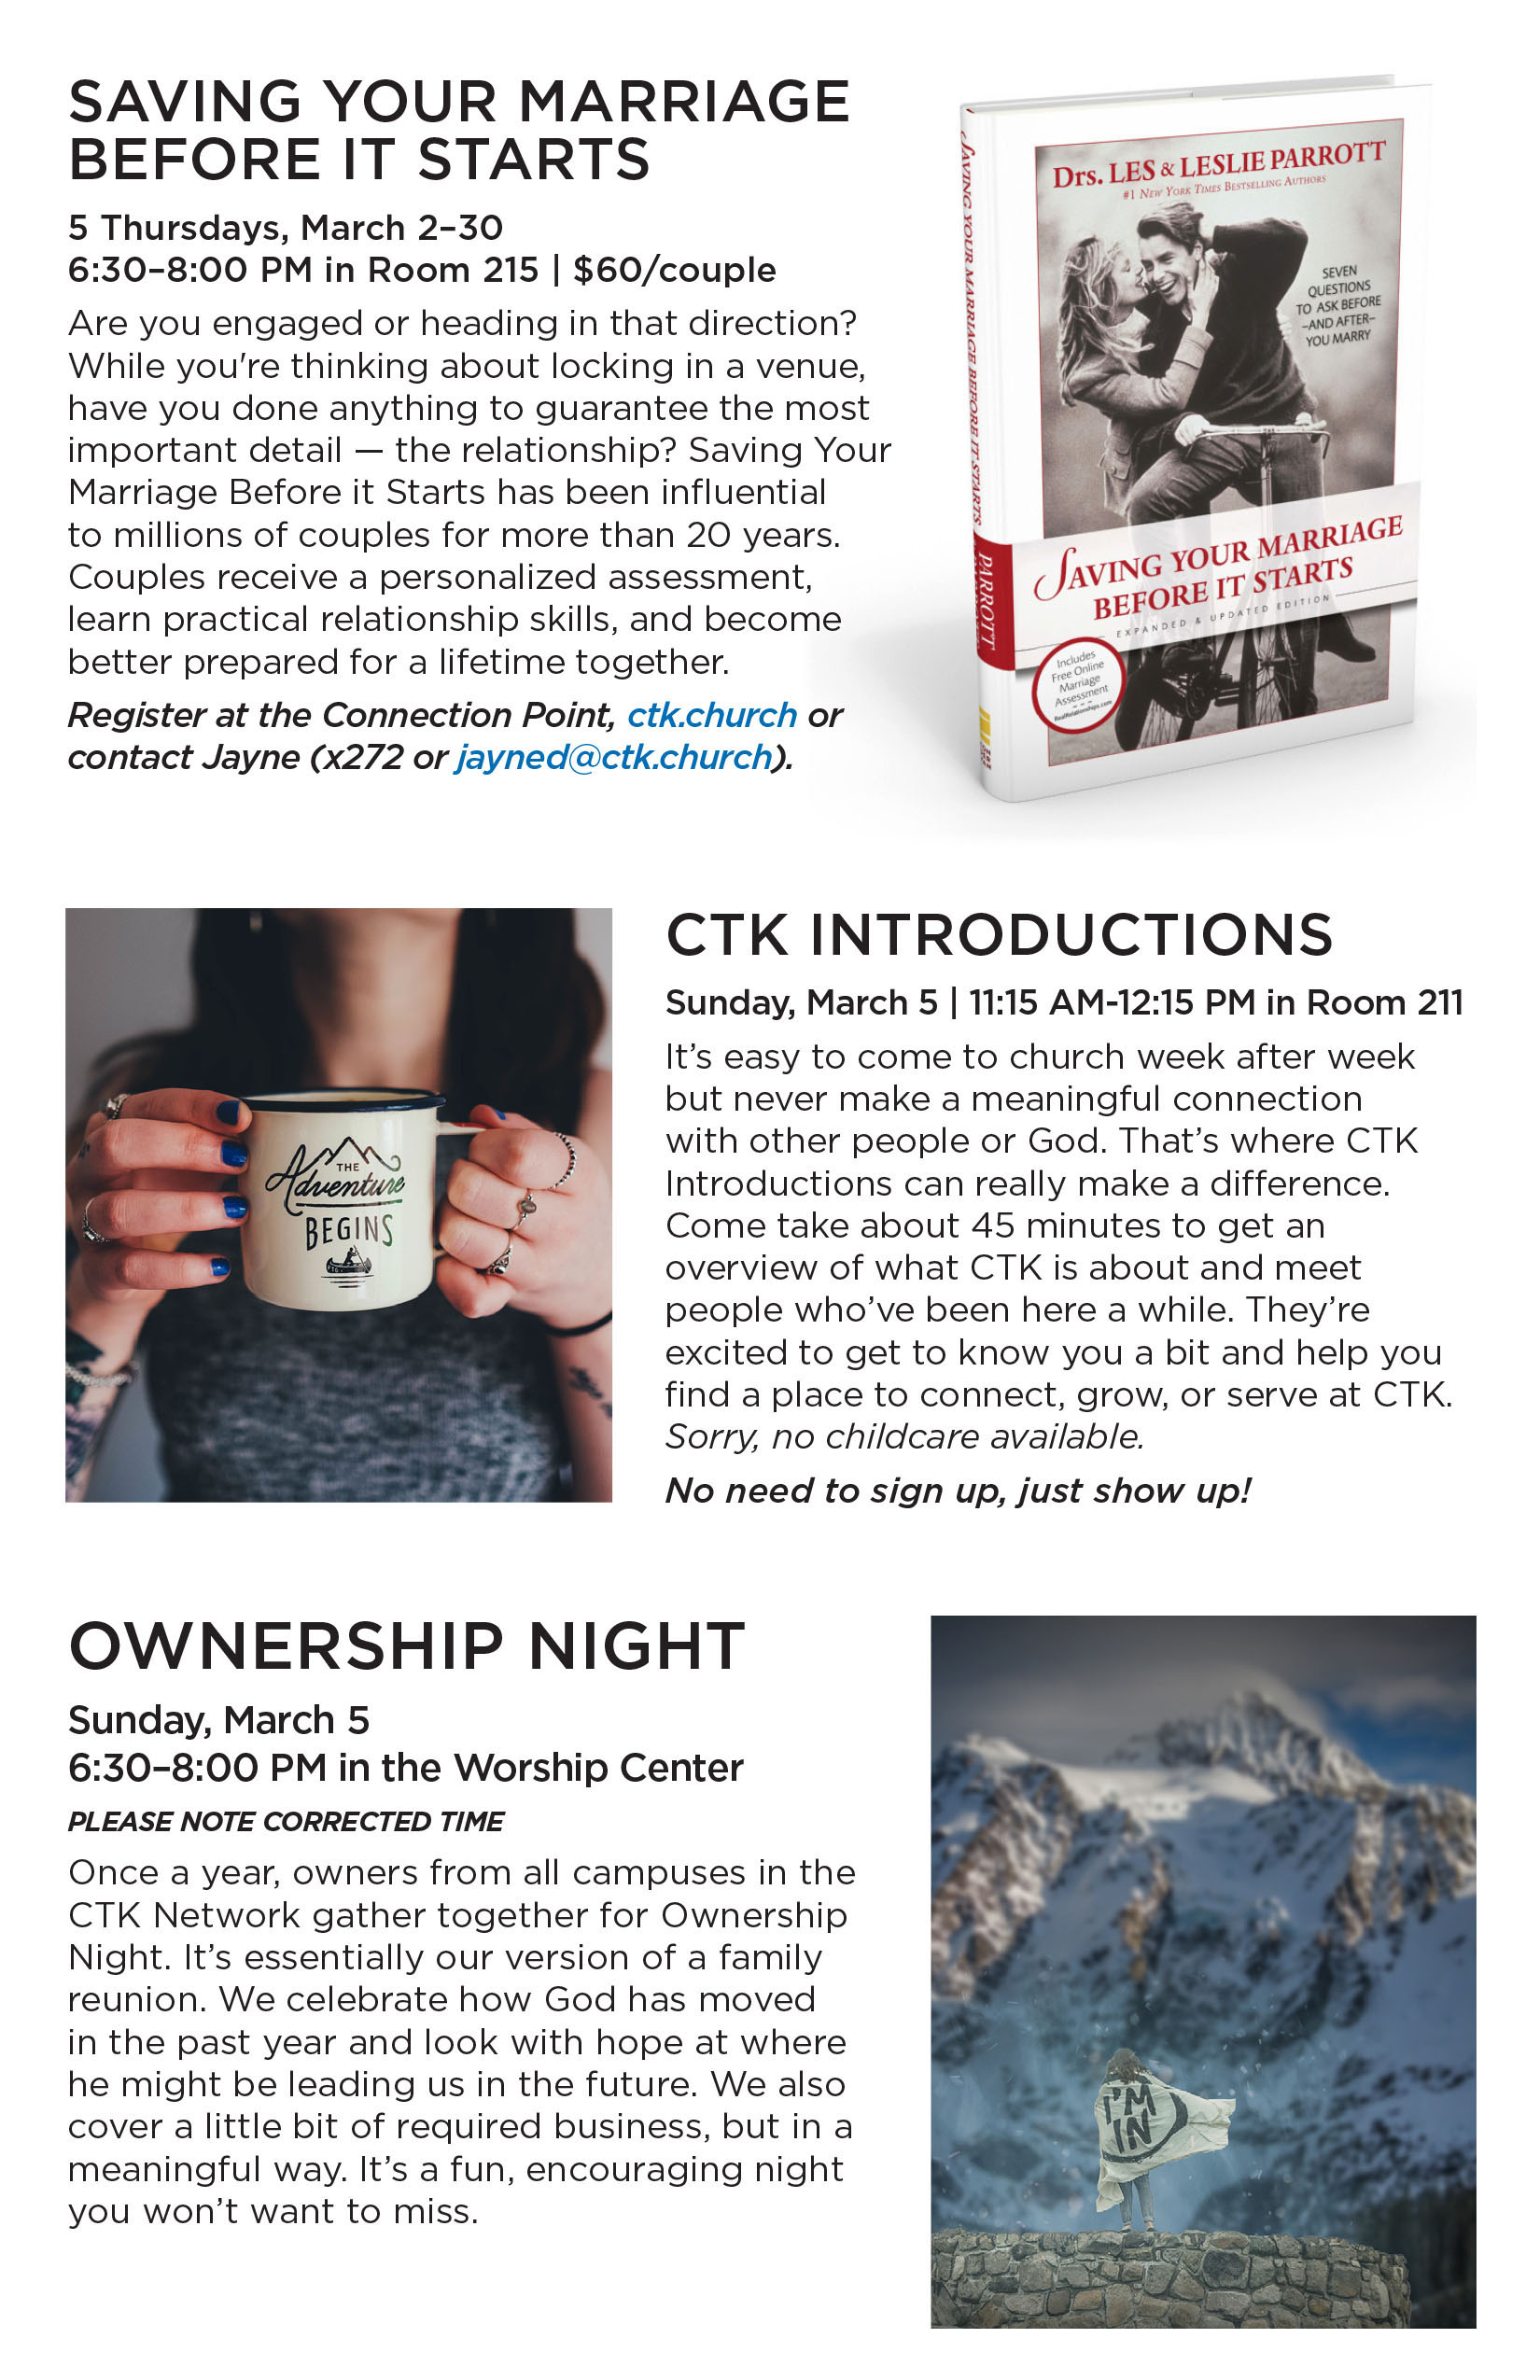 SAVING YOUR MARRIAGE
BEFORE IT STARTS
5 Thursdays, March 2–30
6:30–8:00 PM in Room 215 | $60/couple
Are you engaged or heading in that direction?
While you're thinking about locking in a venue,
have you done anything to guarantee the most
important detail — the relationship? Saving Your
Marriage Before it Starts has been influential
to millions of couples for more than 20 years.
Couples receive a personalized assessment,
learn practical relationship skills, and become
better prepared for a lifetime together.
Register at the Connection Point, ctk.church or
contact Jayne (x272 or jayned@ctk.church).
SAVING YOUR MARRIAGE BEFORE IT STARTS
PARROTT
Drs. LES & LESLIE PARROTT
#1 NEW YORK TIMES BESTSELLING AUTHORS
SEVEN
QUESTIONS
TO ASK BEFORE
–AND AFTER–
YOU MARRY
SAVING YOUR MARRIAGE
BEFORE IT STARTS
EXPANDED & UPDATED EDITION
Includes
Free Online
Marriage
Assessment
RealRelationships.com
THE
Adventure
BEGINS
CTK INTRODUCTIONS
Sunday, March 5 | 11:15 AM-12:15 PM in Room 211
It’s easy to come to church week after week
but never make a meaningful connection
with other people or God. That’s where CTK
Introductions can really make a difference.
Come take about 45 minutes to get an
overview of what CTK is about and meet
people who’ve been here a while. They’re
excited to get to know you a bit and help you
find a place to connect, grow, or serve at CTK.
Sorry, no childcare available.
No need to sign up, just show up!
OWNERSHIP NIGHT
Sunday, March 5
6:30–8:00 PM in the Worship Center
PLEASE NOTE CORRECTED TIME
Once a year, owners from all campuses in the
CTK Network gather together for Ownership
Night. It’s essentially our version of a family
reunion. We celebrate how God has moved
in the past year and look with hope at where
he might be leading us in the future. We also
cover a little bit of required business, but in a
meaningful way. It’s a fun, encouraging night
you won’t want to miss.
I'M
IN